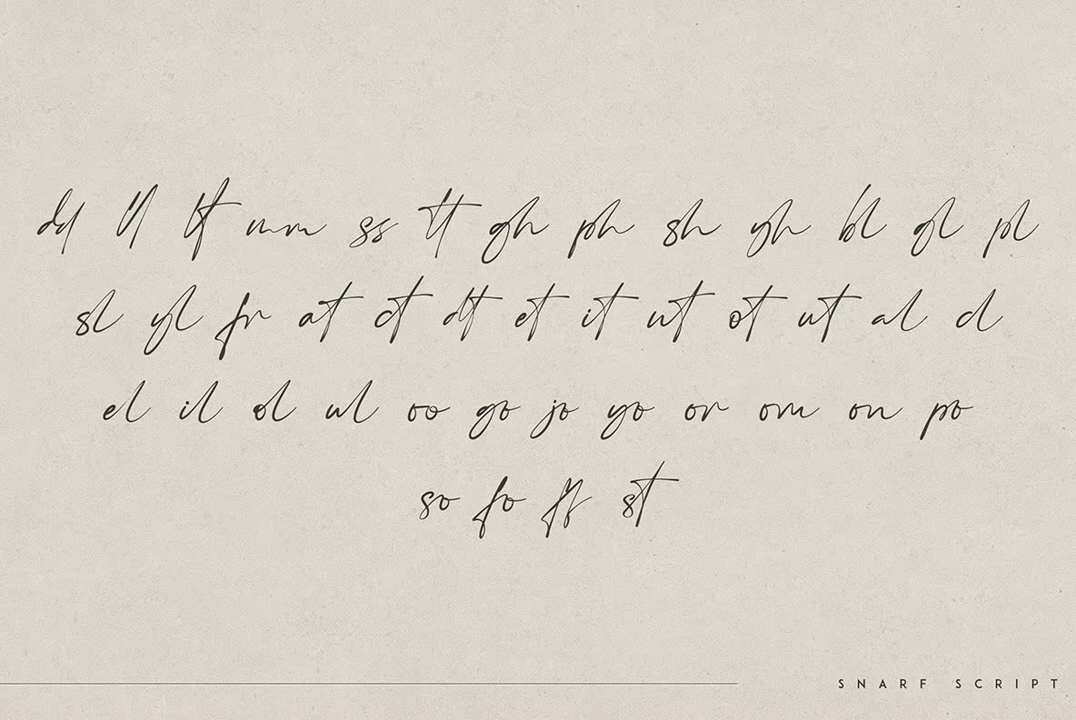 dd ll lt mm ss tt gh ph sh yh bl gl pl
sl yl fr at ct dt et it ut ot ut al cl
el il ol ul oo go jo yo or om on po
so fo ff st
SNARF SCRIPT